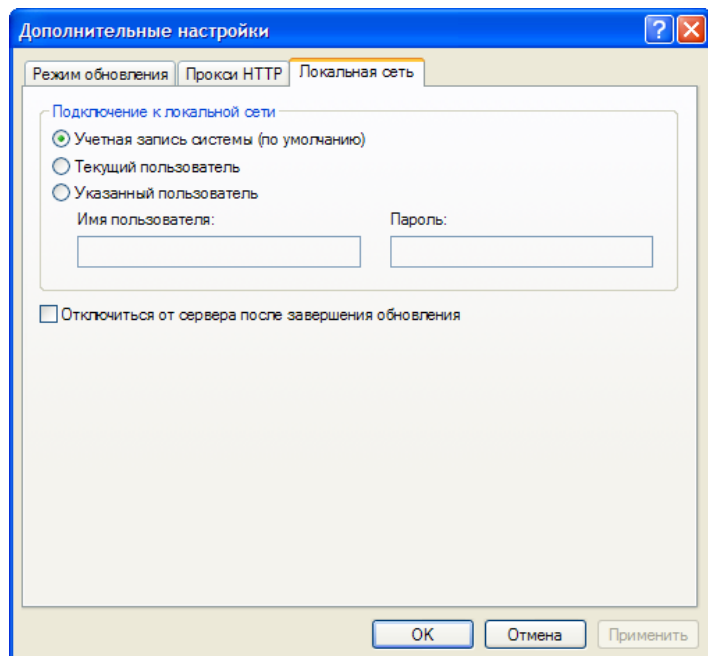 Дополнительные настройки
Режим обновления Прокси HTTP Локальная сеть
Подключение к локальной сети
Учетная запись системы (по умолчанию)
Текущий пользователь
Указанный пользователь
Имя пользователя: Пароль:
Отключиться от сервера после завершения обновления
OK Отмена Применить